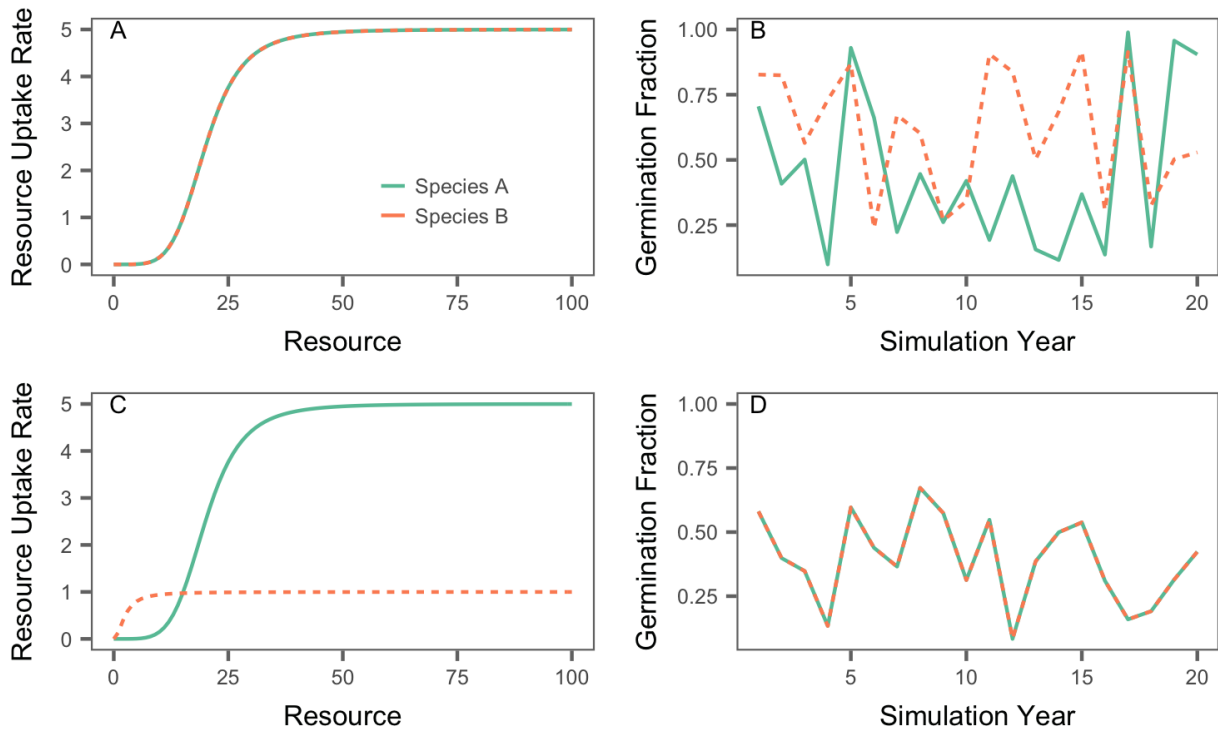 A
Resource Uptake Rate
5
4
3
2
1
0
Species A
Species B
0 25 50 75 100
Resource
B
Germination Fraction
1.00
0.75
0.50
0.25
5 10 15 20
Simulation Year
C
Resource Uptake Rate
5
4
3
2
1
0
0 25 50 75 100
Resource
D
Germination Fraction
1.00
0.75
0.50
0.25
5 10 15 20
Simulation Year